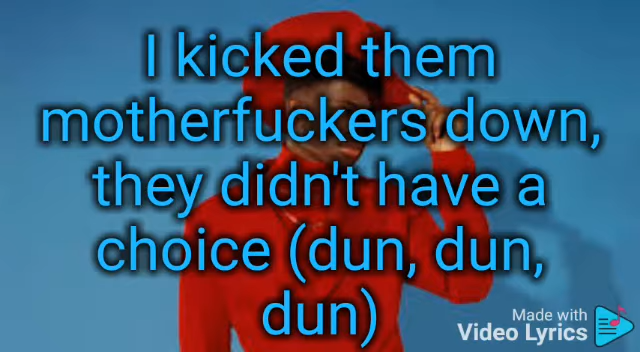 I kicked them
motherfuckers down,
they didn't have a
choice (dun, dun,
dun)
Made with
Video Lyrics